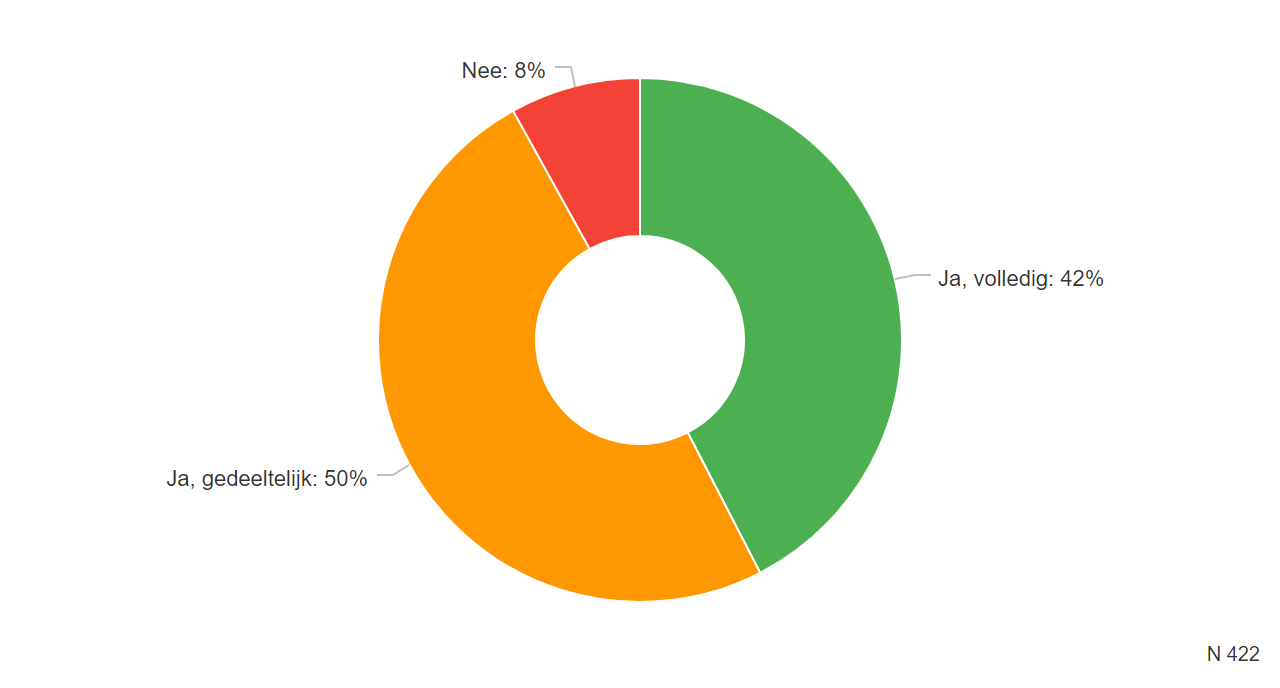 Nee: 8%
Ja, volledig: 42%
Ja, gedeeltelijk: 50%
N 422